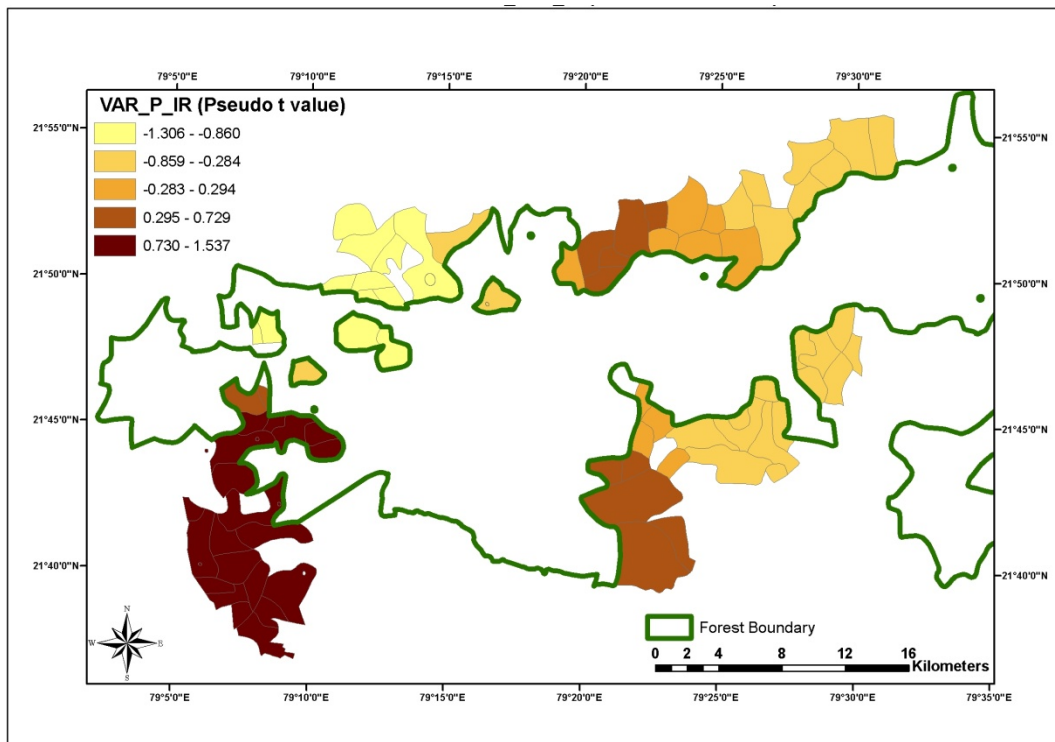 79°5'0"E 79°10'0"E 79°15'0"E 79°20'0"E 79°25'0"E 79°30'0"E
VAR_P_IR (Pseudo t value)
-1.306 - -0.860
-0.859 - -0.284
-0.283 - 0.294
0.295 - 0.729
0.730 - 1.537
21°55'0"N 21°55'0"N
21°50'0"N 21°50'0"N
21°45'0"N 21°45'0"N
21°40'0"N 21°40'0"N
N
W E
S
Forest Boundary
0 2 4 8 12 16
Kilometers
79°5'0"E 79°10'0"E 79°15'0"E 79°20'0"E 79°25'0"E 79°30'0"E 79°35'0"E